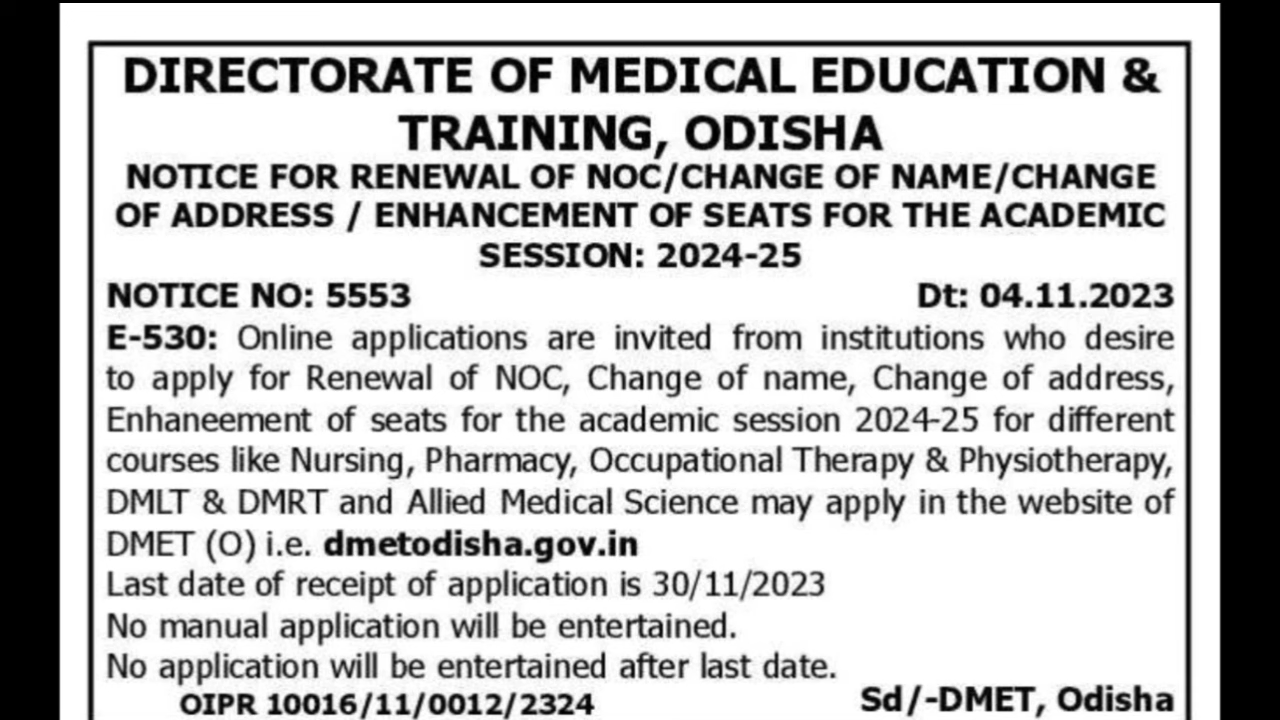 DIRECTORATE OF MEDICAL EDUCATION &
TRAINING, ODISHA
NOTICE FOR RENEWAL OF NOC/CHANGE OF NAME/CHANGE
OF ADDRESS / ENHANCEMENT OF SEATS FOR THE ACADEMIC
SESSION: 2024-25
NOTICE NO: 5553 Dt: 04.11.2023
E-530: Online applications are invited from institutions who desire
to apply for Renewal of NOC, Change of name, Change of address,
Enhaneement of seats for the academic session 2024-25 for different
courses like Nursing, Pharmacy, Occupational Therapy & Physiotherapy,
DMLT & DMRT and Allied Medical Science may apply in the website of
DMET (O) i.e. dmetodisha.gov.in
Last date of receipt of application is 30/11/2023
No manual application will be entertained.
No application will be entertained after last date.
OIPR 10016/11/0012/2324 Sd/-DMET, Odisha